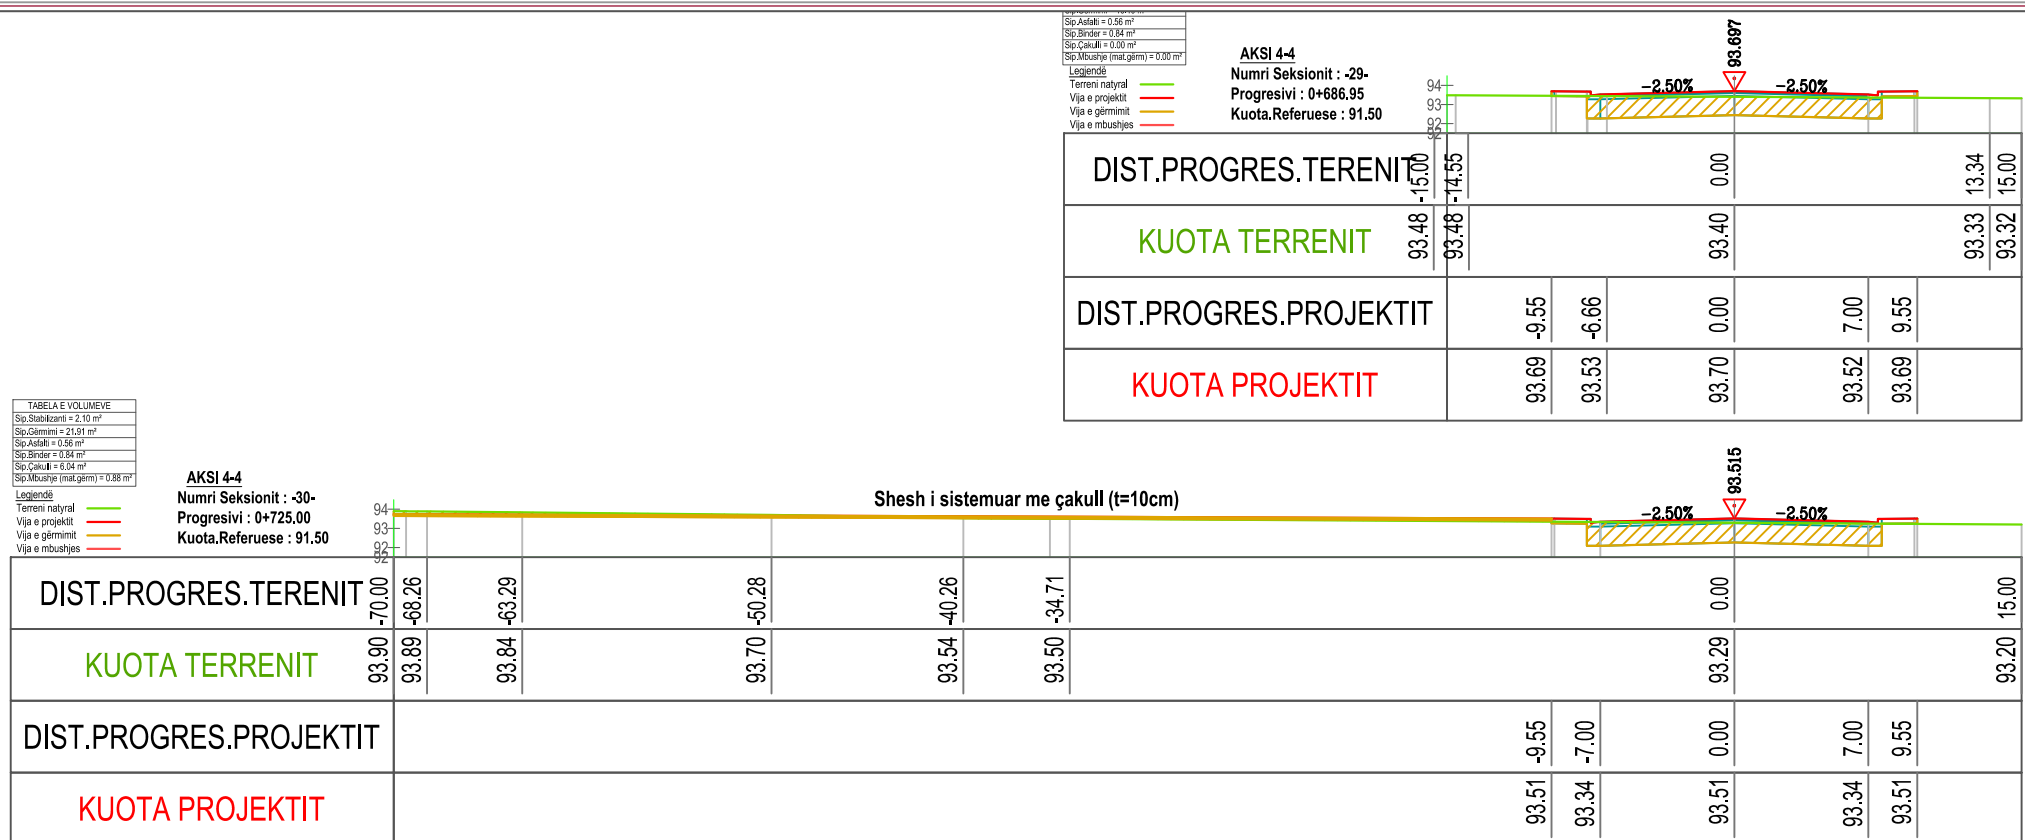 Sip.Asfalti = 0.56 m²
Sip.Binder = 0.84 m²
Sip.Çakulli = 0.00 m²
Sip.Mbushje (mat.gërm) = 0.00 m²
Legjendë
Terreni natyral
Vija e projektit
Vija e gërmimit
Vija e mbushjes
AKSI 4-4
Numri Seksionit : -29-
Progresivi : 0+686.95
Kuota.Referuese : 91.50
93.697
-2.50% -2.50%
94
93
92
92
DIST.PROGRES.TERENIT -15.00 -14.55 0.00 13.34 15.00
KUOTA TERRENIT 93.48 93.48 93.40 93.33 93.32
DIST.PROGRES.PROJEKTIT -9.55 -6.66 0.00 7.00 9.55
KUOTA PROJEKTIT 93.69 93.53 93.70 93.52 93.69
TABELA E VOLUMEVE
Sip.Stabilizanti = 2.10 m²
Sip.Gërmimi = 21.91 m²
Sip.Asfalti = 0.56 m²
Sip.Binder = 0.84 m²
Sip.Çakulli = 6.04 m²
Sip.Mbushje (mat.gërm) = 0.88 m²
Legjendë
Terreni natyral
Vija e projektit
Vija e gërmimit
Vija e mbushjes
AKSI 4-4
Numri Seksionit : -30-
Progresivi : 0+725.00
Kuota.Referuese : 91.50
Shesh i sistemuar me çakull (t=10cm)
93.515
-2.50% -2.50%
94
93
92
92
DIST.PROGRES.TERENIT -70.00 -68.26 -63.29 -50.28 -40.26 -34.71 0.00 15.00
KUOTA TERRENIT 93.90 93.89 93.84 93.70 93.54 93.50 93.29 93.20
DIST.PROGRES.PROJEKTIT -9.55 -7.00 0.00 7.00 9.55
KUOTA PROJEKTIT 93.51 93.34 93.51 93.34 93.51